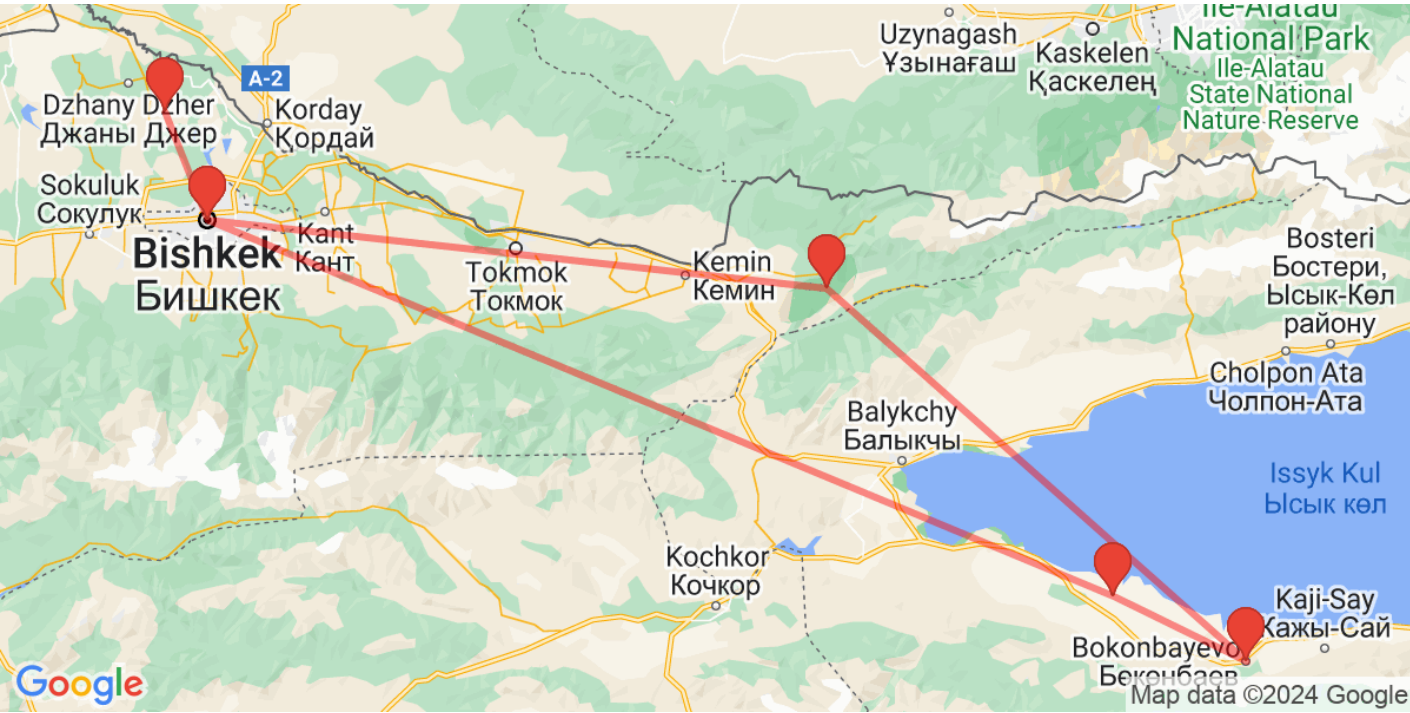 Ile-Alatau
National Park
Ile-Alatau
State National
Nature Reserve
Uzynagash
Ұзынағаш
Kaskelen
Қаскелең
A-2
Dzhany Dzher
Джаны Джер
Korday
Қордай
Sokuluk
Сокулук
Bishkek
Бишкек
Kant
Кант
Tokmok
Токмок
Kemin
Кемин
Bosteri
Бостери,
Ысык-Көл
району
Cholpon Ata
Чолпон-Ата
Balykchy
Балыкчы
Issyk Kul
Ысык көл
Kochkor
Кочкор
Kaji-Say
Кажы-Сай
Bokonbayevo
Бөкөнбаев
Google
Map data ©2024 Google